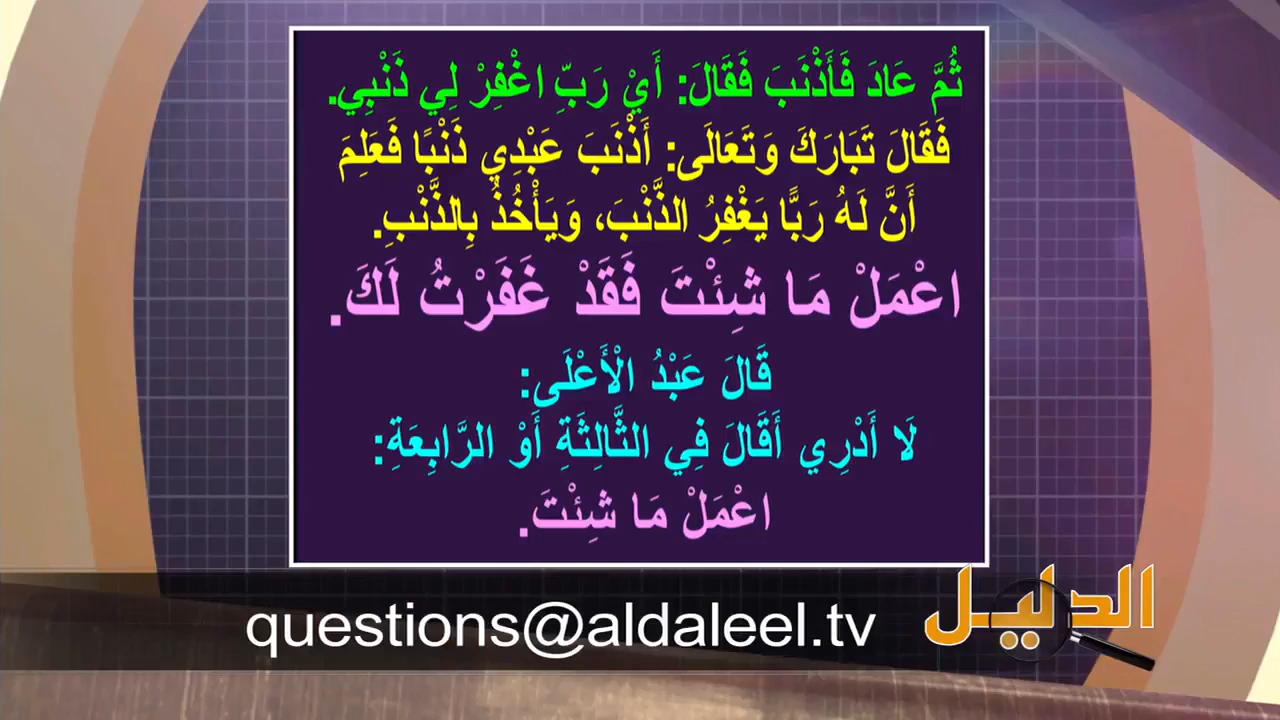 ثُمَّ عَادَ فَأَذْنَبَ فَقَالَ: أَيْ رَبِّ اغْفِرْ لِي ذَنْبِي.
فَقَالَ تَبَارَكَ وَتَعَالَى: أَذْنَبَ عَبْدِي ذَنْبًا فَعَلِمَ
أَنَّ لَهُ رَبًّا يَغْفِرُ الذَّنْبَ، وَيَأْخُذُ بِالذَّنْبِ.
اعْمَلْ مَا شِئْتَ فَقَدْ غَفَرْتُ لَكَ.
قَالَ عَبْدُ الْأَعْلَى:
لَا أَدْرِي أَقَالَ فِي الثَّالِثَةِ أَوْ الرَّابِعَةِ:
اعْمَلْ مَا شِئْتَ.
questions@aldaleel.tv
الدليل